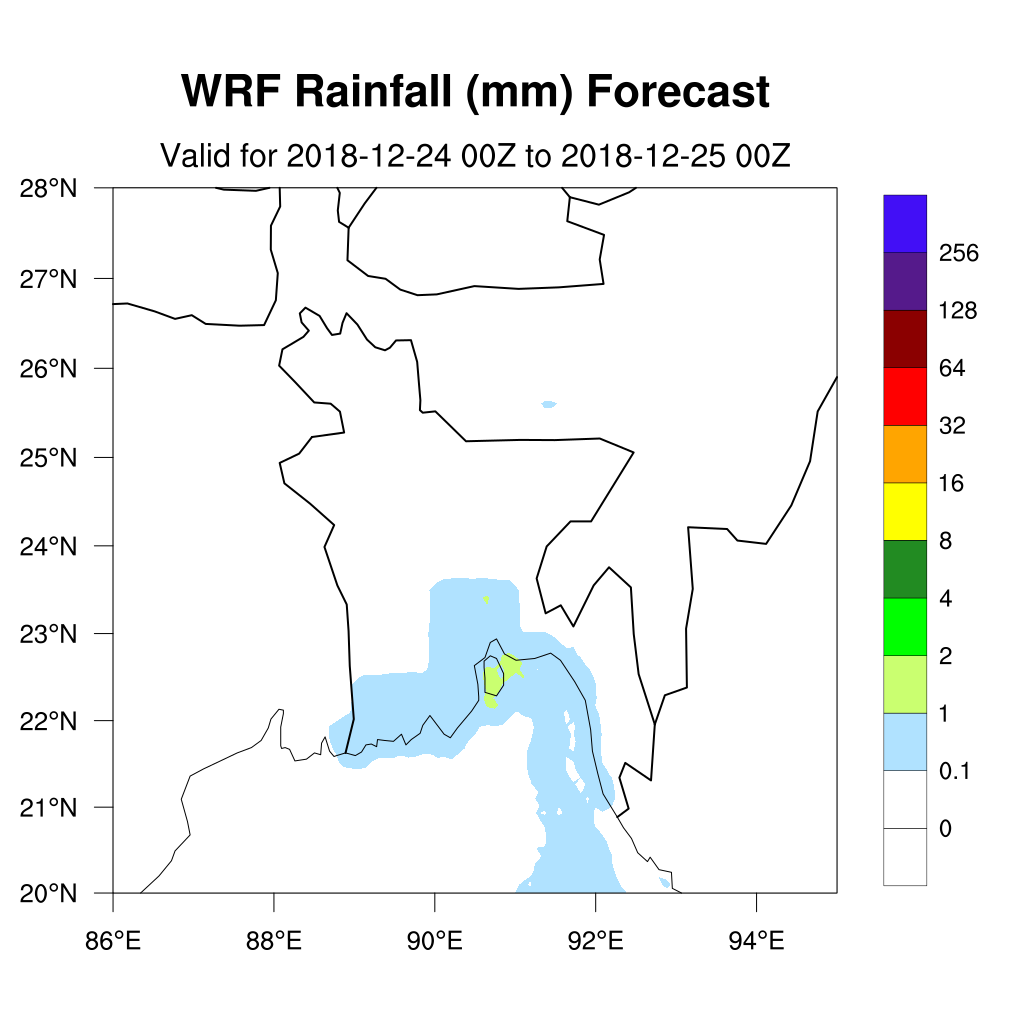 WRF Rainfall (mm) Forecast
Valid for 2018-12-24 00Z to 2018-12-25 00Z
28°N
27°N
26°N
25°N
24°N
23°N
22°N
21°N
20°N
86°E
88°E
90°E
92°E
94°E
256
128
64
32
16
8
4
2
1
0.1
0